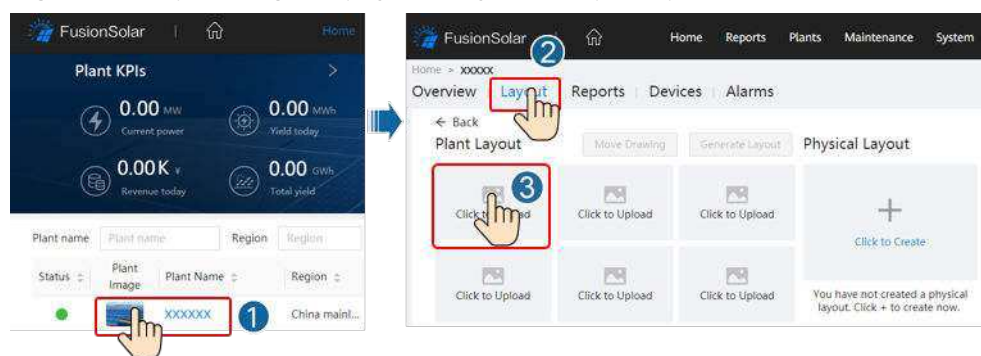 FusionSolar
Home
Plant KPIs >
0.00 MW
Current power
0.00 MWh
Yield today
0.00K ¥
Revenue today
0.00 GWh
Total yield
Plant name Plant name Region Region
Status Plant Image Plant Name Region
XXXXXX 1 China mainl...
FusionSolar
2
Home Reports Plants Maintenance System
Home > XXXXX
Overview Layout Reports Devices Alarms
← Back
Plant Layout Move Drawing Generate Layout Physical Layout
3
Click to Upload Click to Upload Click to Upload
Click to Create
Click to Upload Click to Upload Click to Upload
You have not created a physical
layout. Click + to create now.